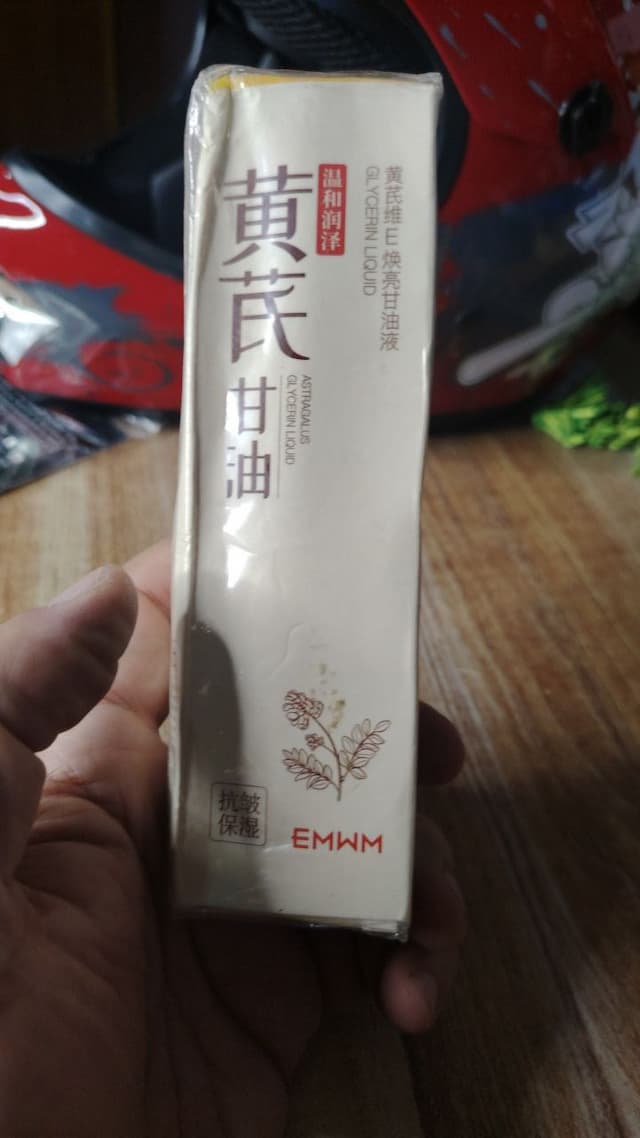 黄芪维E焕亮甘油液
GLYCERIN LIQUID
温和润泽
黄芪
甘油
ASTRAGALUS
GLYCERIN LIQUID
抗皱
保湿
EMWM